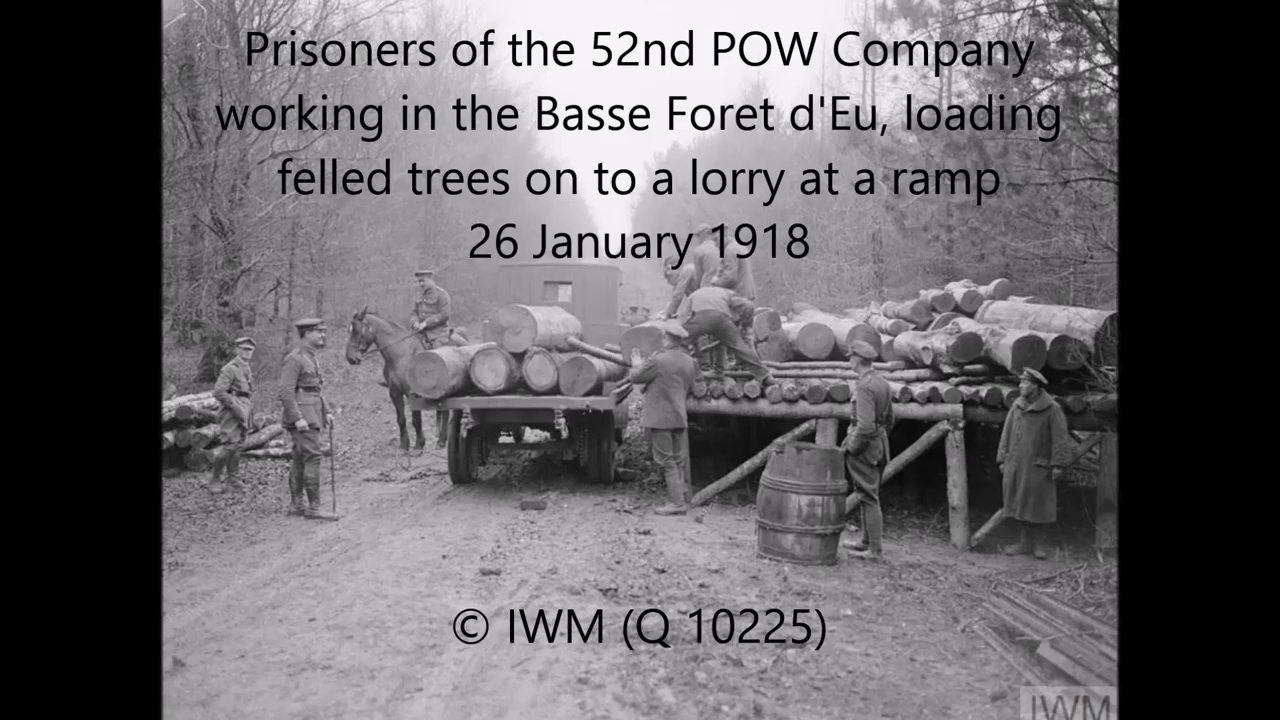 Prisoners of the 52nd POW Company
working in the Basse Foret d'Eu, loading
felled trees on to a lorry at a ramp
26 January 1918
© IWM (Q 10225)
IWM